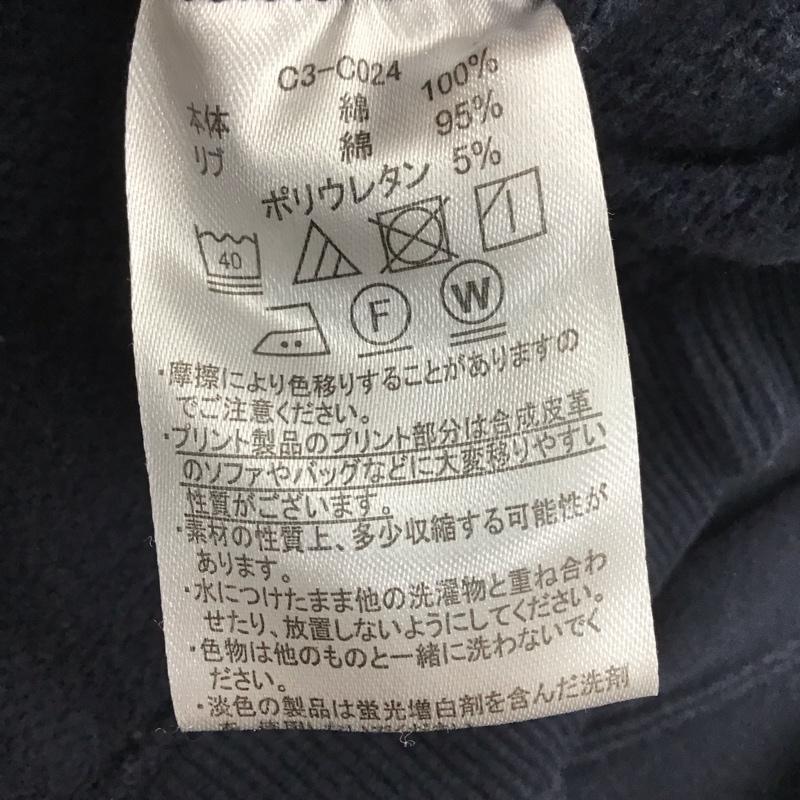 C3-C024
本体 綿 100%
リブ 綿 95%
ポリウレタン 5%
40
F W
・摩擦により色移りすることがありますの
でご注意ください。
・プリント製品のプリント部分は合成皮革
のソファやバッグなどに大変移りやすい
性質がございます。
・素材の性質上、多少収縮する可能性が
あります。
・水につけたまま他の洗濯物と重ね合わ
せたり、放置しないようにしてください。
・色物は他のものと一緒に洗わないでく
ださい。
・淡色の製品は蛍光増白剤を含んだ洗剤